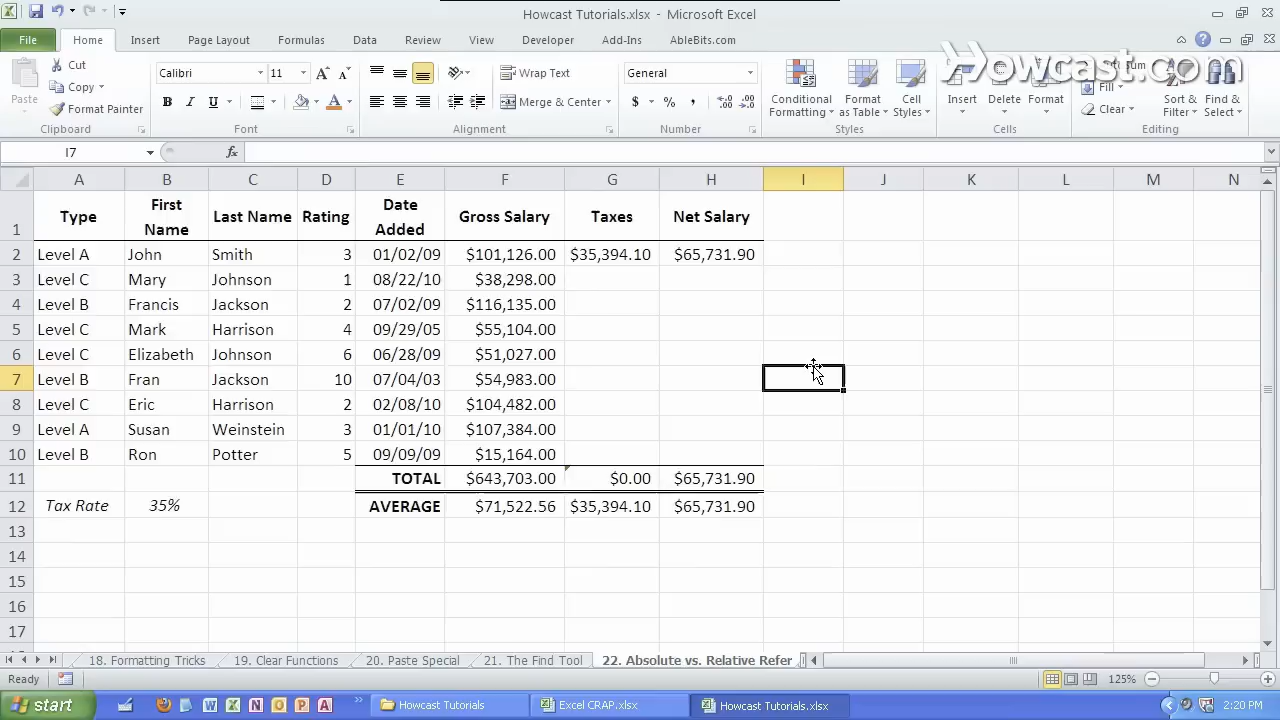 Howcast Tutorials.xlsx - Microsoft Excel
File Home Insert Page Layout Formulas Data Review View Developer Add-Ins AbleBits.com
Howcast.com
Paste
Cut
Copy
Format Painter
Clipboard
Calibri 11
B I U
Font
Wrap Text
Merge & Center
Alignment
General
$ % ,
Number
Conditional Formatting
Format as Table
Cell Styles
Styles
Insert Delete Format
Cells
Fill
Clear
Sort & Filter
Find & Select
Editing
I7 fx
A B C D E F G H I J K L M N
1 Type First Name Last Name Rating Date Added Gross Salary Taxes Net Salary
2 Level A John Smith 3 01/02/09 $101,126.00 $35,394.10 $65,731.90
3 Level C Mary Johnson 1 08/22/10 $38,298.00
4 Level B Francis Jackson 2 07/02/09 $116,135.00
5 Level C Mark Harrison 4 09/29/05 $55,104.00
6 Level C Elizabeth Johnson 6 06/28/09 $51,027.00
7 Level B Fran Jackson 10 07/04/03 $54,983.00
8 Level C Eric Harrison 2 02/08/10 $104,482.00
9 Level A Susan Weinstein 3 01/01/10 $107,384.00
10 Level B Ron Potter 5 09/09/09 $15,164.00
11 TOTAL $643,703.00 $0.00 $65,731.90
12 Tax Rate 35% AVERAGE $71,522.56 $35,394.10 $65,731.90
13
14
15
16
17
18. Formatting Tricks 19. Clear Functions 20. Paste Special 21. The Find Tool 22. Absolute vs. Relative Refer
Ready 125%
start Howcast Tutorials Excel CRAP.xlsx Howcast Tutorials.xlsx 2:20 PM